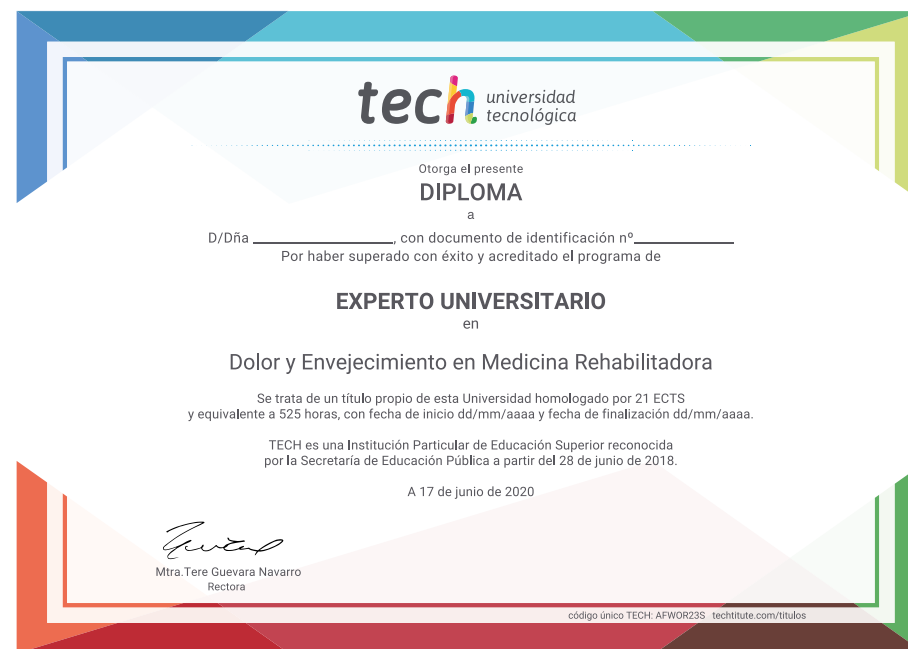 tech universidad
tecnológica
Otorga el presente
DIPLOMA
a
D/Dña ________________, con documento de identificación nº____________
Por haber superado con éxito y acreditado el programa de
EXPERTO UNIVERSITARIO
en
Dolor y Envejecimiento en Medicina Rehabilitadora
Se trata de un título propio de esta Universidad homologado por 21 ECTS
y equivalente a 525 horas, con fecha de inicio dd/mm/aaaa y fecha de finalización dd/mm/aaaa.
TECH es una Institución Particular de Educación Superior reconocida
por la Secretaría de Educación Pública a partir del 28 de junio de 2018.
A 17 de junio de 2020
Mtra.Tere Guevara Navarro
Rectora
código único TECH: AFWOR23S techtitute.com/titulos